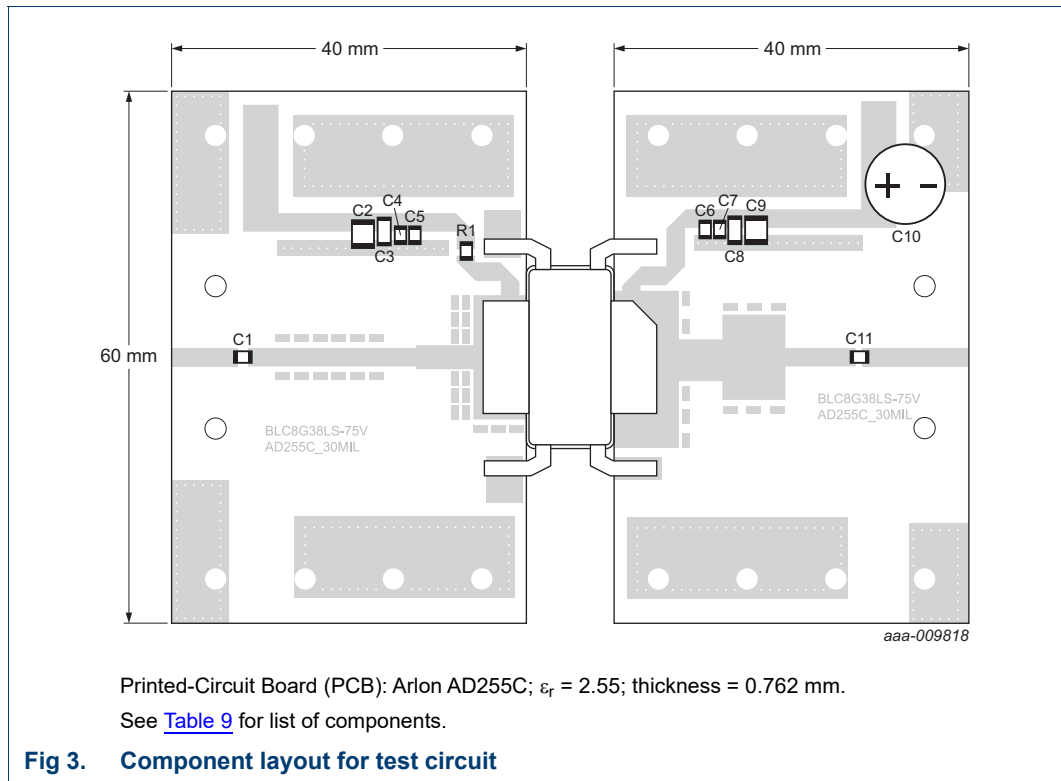 40 mm
40 mm
60 mm
C2
C4
C5
C3
R1
C6
C7
C9
C8
+ -
C10
C1
C11
BLC8G38LS-75V
AD255C_30MIL
BLC8G38LS-75V
AD255C_30MIL
aaa-009818
Printed-Circuit Board (PCB): Arlon AD255C; εr = 2.55; thickness = 0.762 mm.
See Table 9 for list of components.
Fig 3. Component layout for test circuit